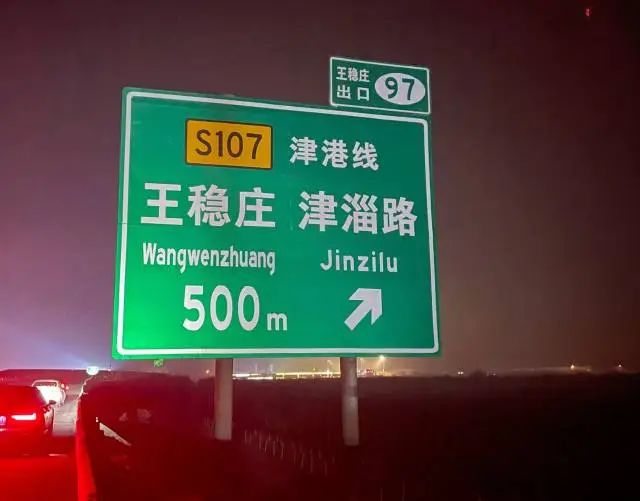 王稳庄
出口 97
S107 津港线
王稳庄 津淄路
Wangwenzhuang Jinzilu
500m